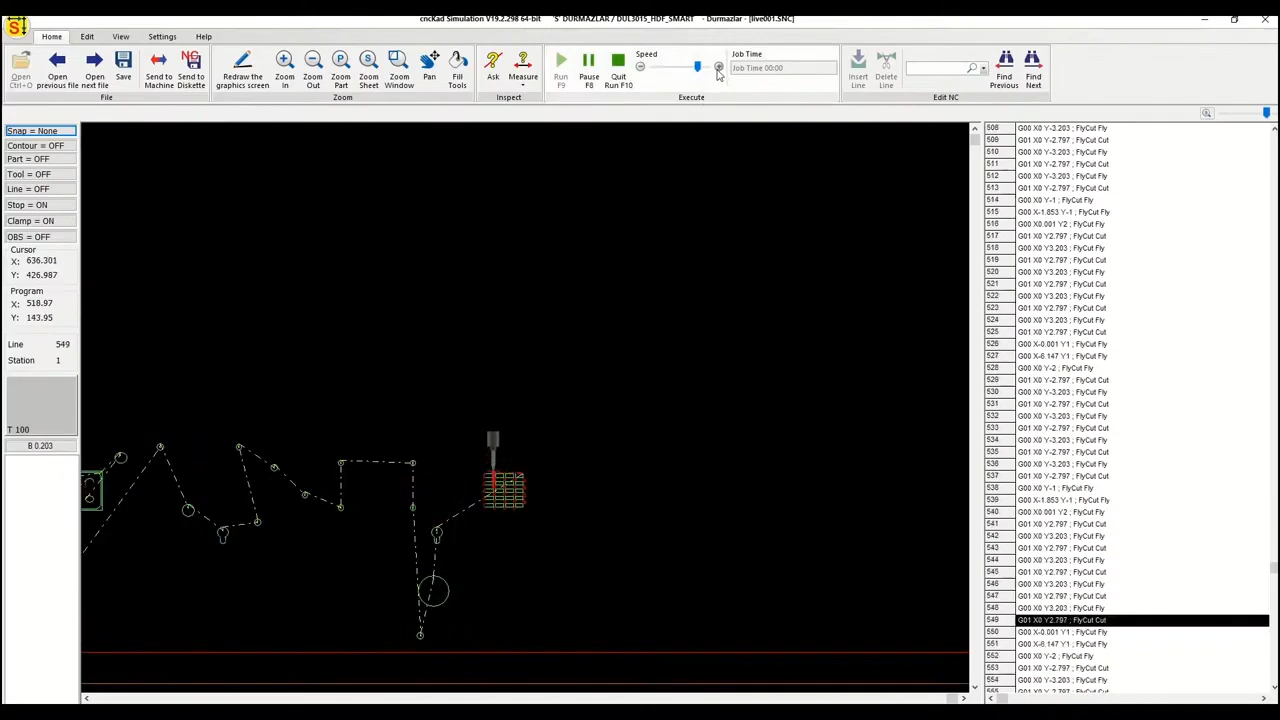 cncKad Simulation V19.2.298 64-bit 'S' DURMAZLAR / DUL3015_HDF_SMART - Durmazlar - [live001.SNC]
Home Edit View Settings Help
Open Ctrl+O
Open previous file
Open next file
Save
Send to Machine
Send to Diskette
Redraw the graphics screen
Zoom In
Zoom Out
Zoom Part
Zoom Sheet
Zoom Window
Pan
Fill Tools
Ask
Measure
Run F9
Pause F8
Quit Run F10
Speed
Job Time
Job Time 00:00
Insert Line
Delete Line
Find Previous
Find Next
File Zoom Inspect Execute Edit NC
Snap = None
Contour = OFF
Part = OFF
Tool = OFF
Line = OFF
Stop = ON
Clamp = ON
OBS = OFF
Cursor
X: 636.301
Y: 426.987
Program
X: 518.97
Y: 143.95
Line 549
Station 1
T 100
B 0.203
508 G00 X0 Y-3.203 ; FlyCut Fly
509 G01 X0 Y-2.797 ; FlyCut Cut
510 G00 X0 Y-3.203 ; FlyCut Fly
511 G01 X0 Y-2.797 ; FlyCut Cut
512 G00 X0 Y-3.203 ; FlyCut Fly
513 G01 X0 Y-2.797 ; FlyCut Cut
514 G00 X0 Y-1 ; FlyCut Fly
515 G00 X-1.853 Y-1 ; FlyCut Fly
516 G00 X0.001 Y2 ; FlyCut Fly
517 G01 X0 Y2.797 ; FlyCut Cut
518 G00 X0 Y3.203 ; FlyCut Fly
519 G01 X0 Y2.797 ; FlyCut Cut
520 G00 X0 Y3.203 ; FlyCut Fly
521 G01 X0 Y2.797 ; FlyCut Cut
522 G00 X0 Y3.203 ; FlyCut Fly
523 G01 X0 Y2.797 ; FlyCut Cut
524 G00 X0 Y3.203 ; FlyCut Fly
525 G01 X0 Y2.797 ; FlyCut Cut
526 G00 X-0.001 Y1 ; FlyCut Fly
527 G00 X-6.147 Y1 ; FlyCut Fly
528 G00 X0 Y-2 ; FlyCut Fly
529 G01 X0 Y-2.797 ; FlyCut Cut
530 G00 X0 Y-3.203 ; FlyCut Fly
531 G01 X0 Y-2.797 ; FlyCut Cut
532 G00 X0 Y-3.203 ; FlyCut Fly
533 G01 X0 Y-2.797 ; FlyCut Cut
534 G00 X0 Y-3.203 ; FlyCut Fly
535 G01 X0 Y-2.797 ; FlyCut Cut
536 G00 X0 Y-3.203 ; FlyCut Fly
537 G01 X0 Y-2.797 ; FlyCut Cut
538 G00 X0 Y-1 ; FlyCut Fly
539 G00 X-1.853 Y-1 ; FlyCut Fly
540 G00 X0.001 Y2 ; FlyCut Fly
541 G01 X0 Y2.797 ; FlyCut Cut
542 G00 X0 Y3.203 ; FlyCut Fly
543 G01 X0 Y2.797 ; FlyCut Cut
544 G00 X0 Y3.203 ; FlyCut Fly
545 G01 X0 Y2.797 ; FlyCut Cut
546 G00 X0 Y3.203 ; FlyCut Fly
547 G01 X0 Y2.797 ; FlyCut Cut
548 G00 X0 Y3.203 ; FlyCut Fly
549 G01 X0 Y2.797 ; FlyCut Cut
550 G00 X-0.001 Y1 ; FlyCut Fly
551 G00 X-6.147 Y1 ; FlyCut Fly
552 G00 X0 Y-2 ; FlyCut Fly
553 G01 X0 Y-2.797 ; FlyCut Cut
554 G00 X0 Y-3.203 ; FlyCut Fly
555 G01 X0 Y-2.797 ; FlyCut Cut